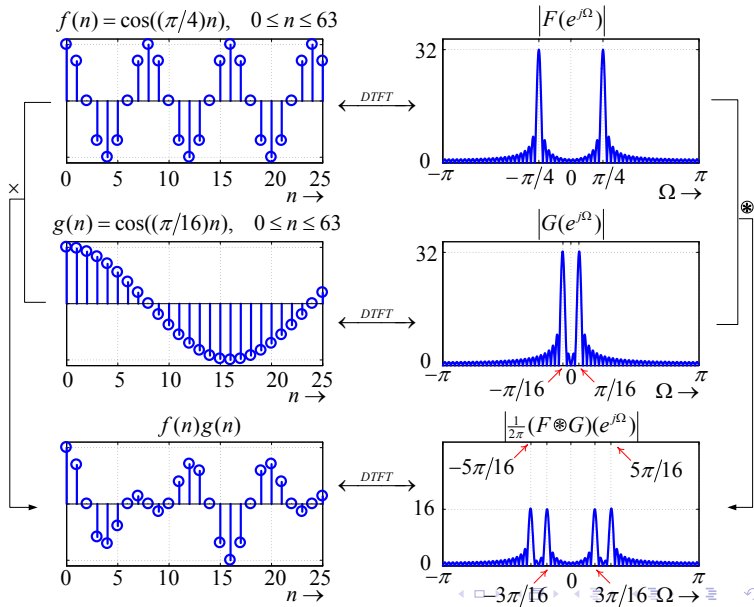 f(n) = cos((π/4)n), 0 ≤ n ≤ 63
|F(e^{jΩ})|
0 5 10 15 20 25
n →
×
DTFT
32
0
−π −π/4 0 π/4 π
Ω →
⊛
g(n) = cos((π/16)n), 0 ≤ n ≤ 63
|G(e^{jΩ})|
0 5 10 15 20 25
n →
DTFT
32
0
−π −π/16 0 π/16 π
Ω →
f(n)g(n)
|1/2π (F⊛G)(e^{jΩ})|
0 5 10 15 20 25
n →
DTFT
−5π/16 5π/16
16
0
−π −3π/16 0 3π/16 π
Ω →